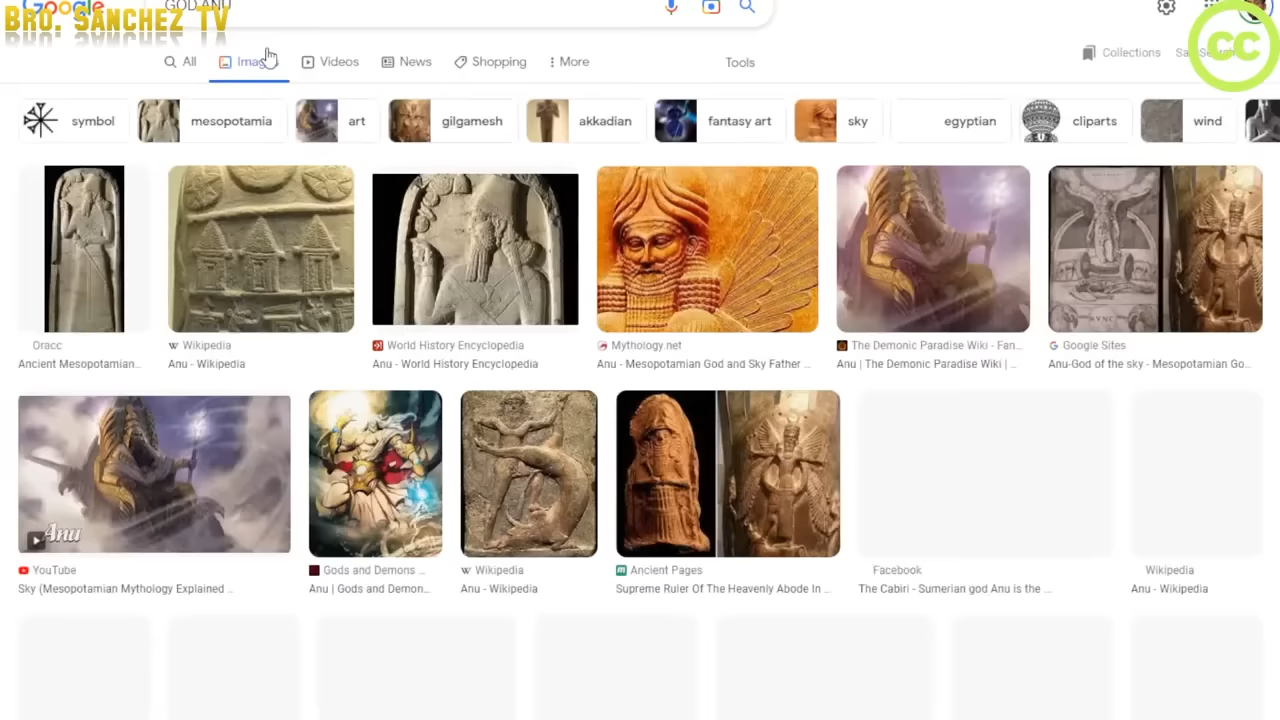 Google
GOD ANU
BRO. SANCHEZ TV
CC
All
Videos
News
Shopping
More
Tools
Collections
symbol
mesopotamia
art
gilgamesh
akkadian
fantasy art
sky
egyptian
cliparts
wind
Oracc
Wikipedia
World History Encyclopedia
Mythology.net
The Demonic Paradise Wiki - Fan...
Google Sites
Ancient Mesopotamian...
Anu - Wikipedia
Anu - World History Encyclopedia
Anu - Mesopotamian God and Sky Father ...
Anu | The Demonic Paradise Wiki | ...
Anu-God of the sky - Mesopotamian Go...
Anu
YouTube
Gods and Demons ...
Wikipedia
Ancient Pages
Facebook
Wikipedia
Sky (Mesopotamian Mythology Explained ...
Anu | Gods and Demon...
Anu - Wikipedia
Supreme Ruler Of The Heavenly Abode In ...
The Cabiri - Sumerian god Anu is the ...
Anu - Wikipedia